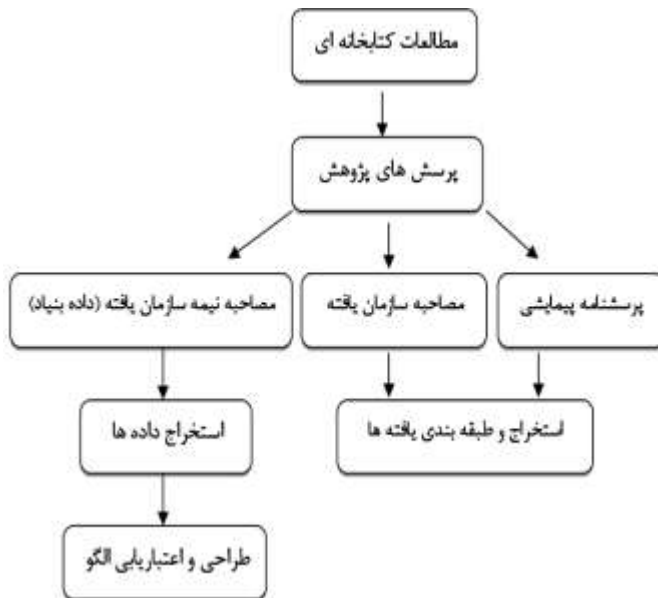 مطالعات کتابخانه ای
پرسش های پژوهش
پرسشنامه پیمایشی
مصاحبه سازمان یافته
مصاحبه نیمه سازمان یافته (داده بنیاد)
استخراج و طبقه بندی یافته ها
استخراج داده ها
طراحی و اعتباریابی الگو